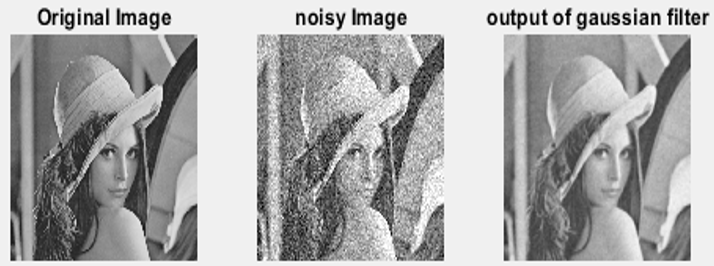 Original Image
noisy Image
output of gaussian filter